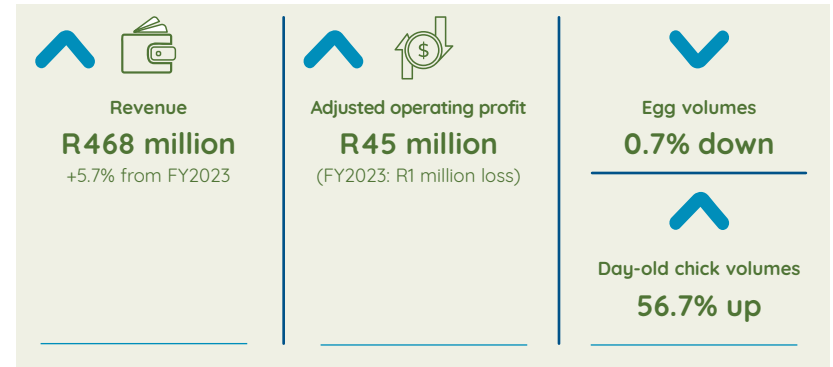 Revenue
R468 million
+5.7% from FY2023
$
Adjusted operating profit
R45 million
(FY2023: R1 million loss)
Egg volumes
0.7% down
Day-old chick volumes
56.7% up